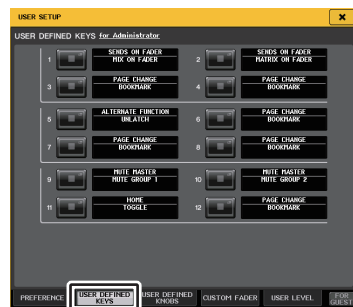 USER SETUP
USER DEFINED KEYS for Administrator
1 SENDS ON FADER
MIX ON FADER
2 SENDS ON FADER
MATRIX ON FADER
3 PAGE CHANGE
BOOKMARK
4 PAGE CHANGE
BOOKMARK
5 ALTERNATE FUNCTION
UNLATCH
6 PAGE CHANGE
BOOKMARK
7 PAGE CHANGE
BOOKMARK
8 PAGE CHANGE
BOOKMARK
9 MUTE MASTER
MUTE GROUP 1
10 MUTE MASTER
MUTE GROUP 2
11 HOME
TOGGLE
12 PAGE CHANGE
BOOKMARK
PREFERENCE
USER DEFINED
KEYS
USER DEFINED
KNOBS
CUSTOM FADER
USER LEVEL
FOR
GUEST